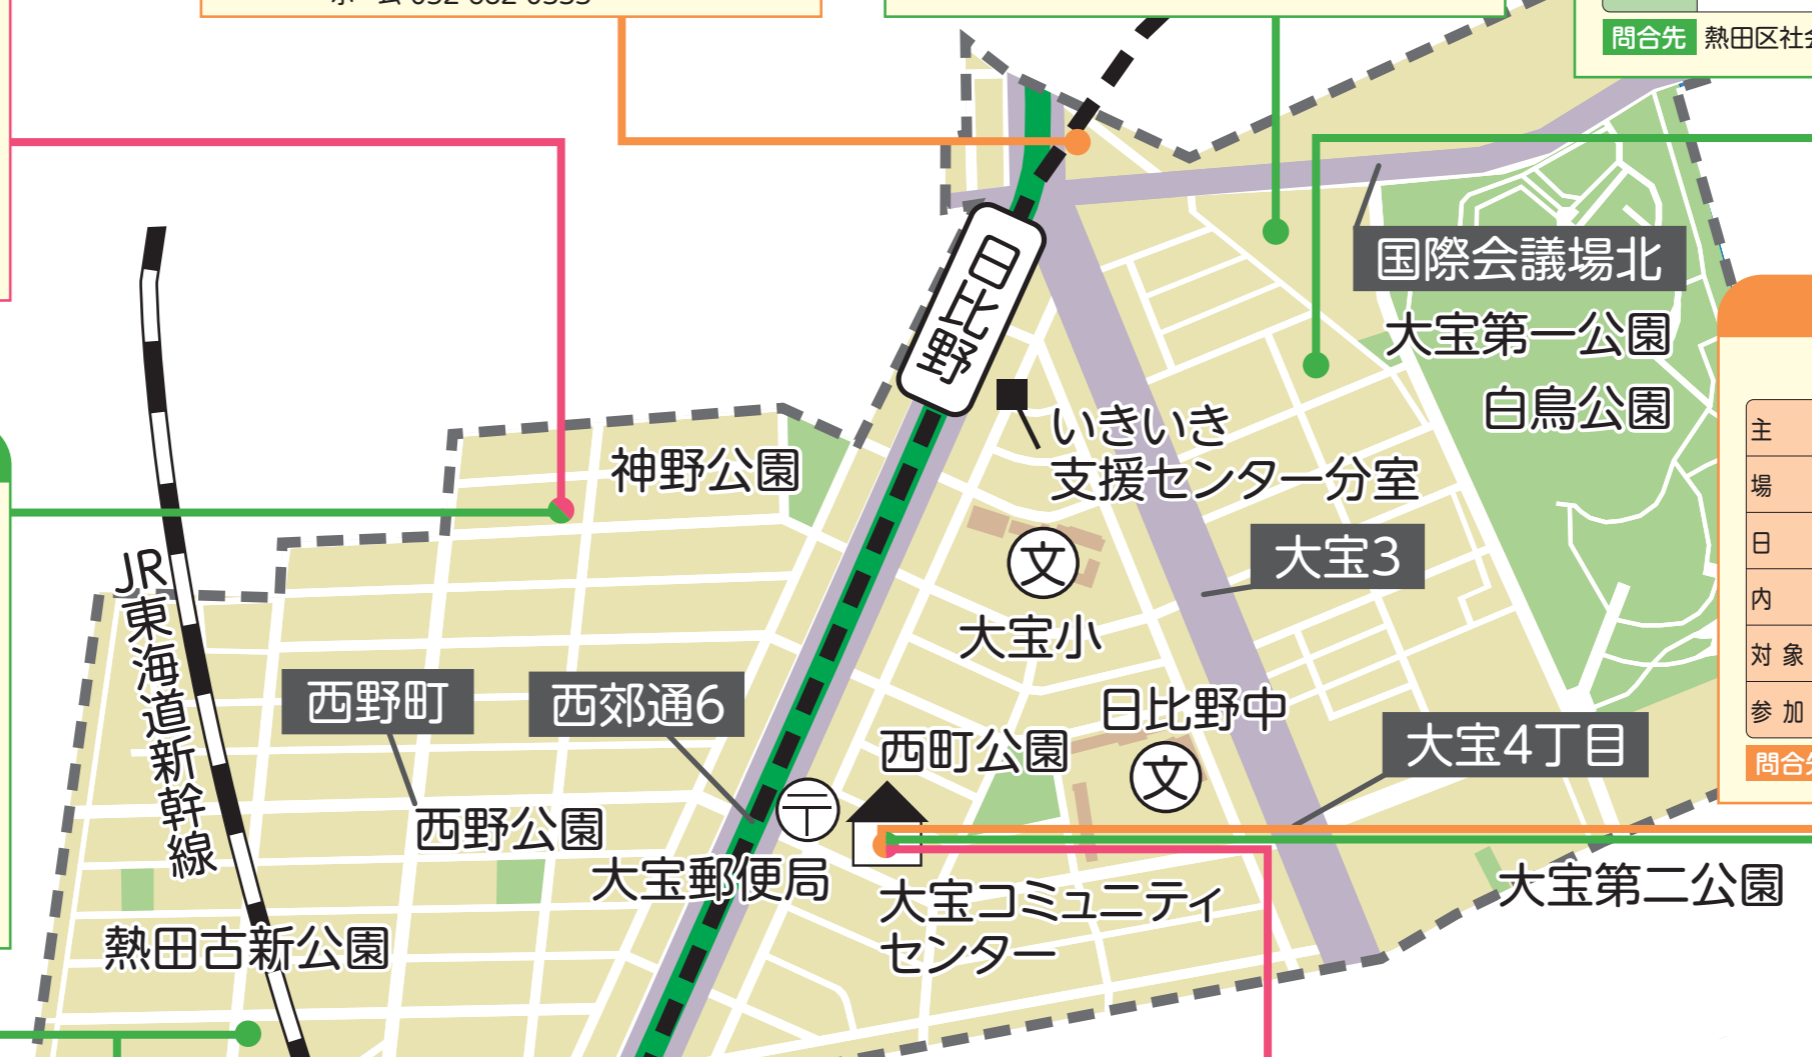 問合先 熱田区社
日比野
国際会議場北
大宝第一公園
白鳥公園
いきいき
支援センター分室
神野公園
大宝3
文
大宝小
JR東海道新幹線
西野町
西郊通6
日比野中
文
西町公園
大宝4丁目
西野公園
大宝郵便局
大宝コミュニティ
センター
大宝第二公園
熱田古新公園
主
場
日
内
対象
参加
問合